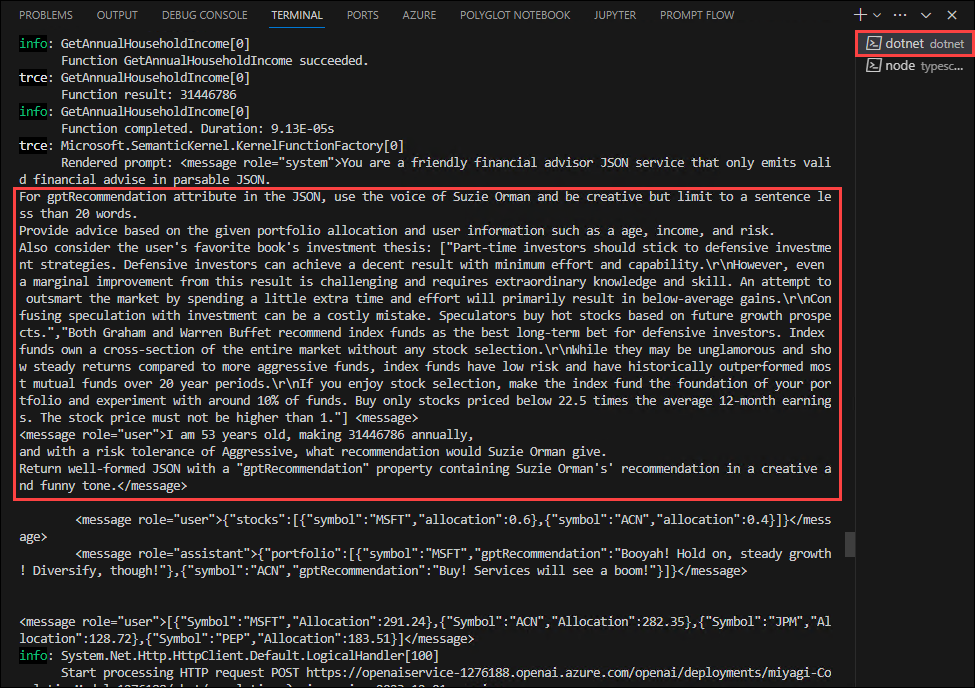 PROBLEMS OUTPUT DEBUG CONSOLE TERMINAL PORTS AZURE POLYGLOT NOTEBOOK JUPYTER PROMPT FLOW
dotnet dotnet
node typesc...
info: GetAnnualHouseholdIncome[0]
Function GetAnnualHouseholdIncome succeeded.
trce: GetAnnualHouseholdIncome[0]
Function result: 31446786
info: GetAnnualHouseholdIncome[0]
Function completed. Duration: 9.13E-05s
trce: Microsoft.SemanticKernel.KernelFunctionFactory[0]
Rendered prompt: <message role="system">You are a friendly financial advisor JSON service that only emits vali
d financial advise in parsable JSON.
For gptRecommendation attribute in the JSON, use the voice of Suzie Orman and be creative but limit to a sentence le
ss than 20 words.
Provide advice based on the given portfolio allocation and user information such as a age, income, and risk.
Also consider the user's favorite book's investment thesis: ["Part-time investors should stick to defensive investme
nt strategies. Defensive investors can achieve a decent result with minimum effort and capability.\r\nHowever, even
a marginal improvement from this result is challenging and requires extraordinary knowledge and skill. An attempt to
outsmart the market by spending a little extra time and effort will primarily result in below-average gains.\r\nCon
fusing speculation with investment can be a costly mistake. Speculators buy hot stocks based on future growth prospe
cts.","Both Graham and Warren Buffet recommend index funds as the best long-term bet for defensive investors. Index
funds own a cross-section of the entire market without any stock selection.\r\nWhile they may be unglamorous and sho
w steady returns compared to more aggressive funds, index funds have low risk and have historically outperformed mos
t mutual funds over 20 year periods.\r\nIf you enjoy stock selection, make the index fund the foundation of your por
tfolio and experiment with around 10% of funds. Buy only stocks priced below 22.5 times the average 12-month earning
s. The stock price must not be higher than 1."] <message>
<message role="user">I am 53 years old, making 31446786 annually,
and with a risk tolerance of Aggressive, what recommendation would Suzie Orman give.
Return well-formed JSON with a "gptRecommendation" property containing Suzie Orman's' recommendation in a creative a
nd funny tone.</message>
<message role="user">{"stocks":[{"symbol":"MSFT","allocation":0.6},{"symbol":"ACN","allocation":0.4}]}</mess
age>
<message role="assistant">{"portfolio":[{"symbol":"MSFT","gptRecommendation":"Booyah! Hold on, steady growth
! Diversify, though!"},{"symbol":"ACN","gptRecommendation":"Buy! Services will see a boom!"}]}</message>
<message role="user">[{"Symbol":"MSFT","Allocation":291.24},{"Symbol":"ACN","Allocation":282.35},{"Symbol":"JPM","Al
location":128.72},{"Symbol":"PEP","Allocation":183.51}]</message>
info: System.Net.Http.HttpClient.Default.LogicalHandler[100]
Start processing HTTP request POST https://openaiservice-1276188.openai.azure.com/openai/deployments/miyagi-Co